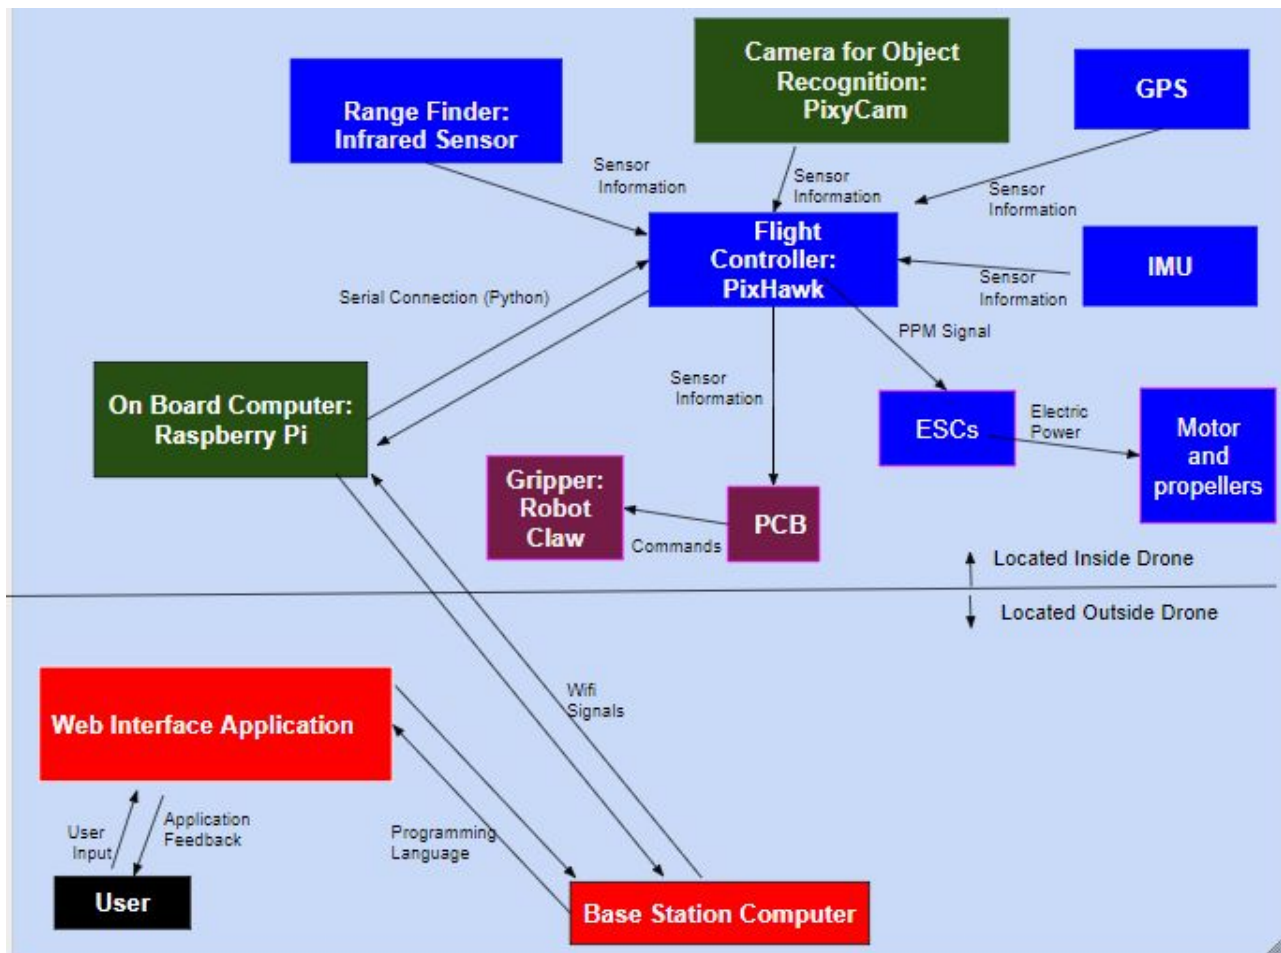 Camera for Object
Recognition:
PixyCam
GPS
Range Finder:
Infrared Sensor
Sensor
Information
Sensor
Information
Sensor
Information
Flight
Controller:
PixHawk
IMU
Sensor
Information
Serial Connection (Python)
PPM Signal
On Board Computer:
Raspberry Pi
Sensor
Information
ESCs
Electric
Power
Motor
and
propellers
Gripper:
Robot
Claw
PCB
Commands
Located Inside Drone
Located Outside Drone
Web Interface Application
Wifi
Signals
User
Input
Application
Feedback
Programming
Language
User
Base Station Computer